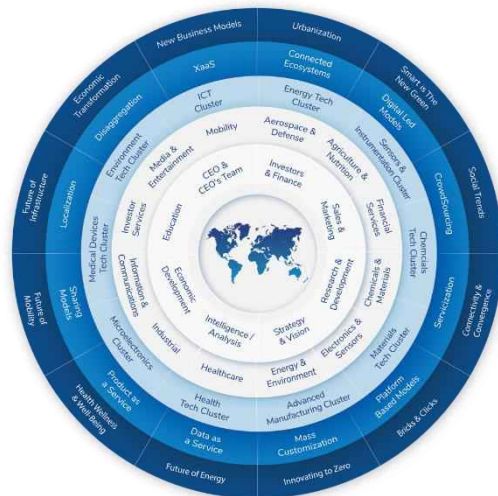 New Business Models
Urbanization
Smart is The
New Green
Social Trends
Connectivity &
Convergence
Bricks & Clicks
Innovating to Zero
Future of Energy
Health Wellness
& Well-Being
Future of
Mobility
Future of
Infrastructure
Economic
Transformation
XaaS
Connected
Ecosystems
Digital Led
Models
CrowdSourcing
Servicization
Platform
Based Models
Mass
Customization
Data as
a Service
Product as
a Service
Sharing
Models
Localization
Disaggregation
ICT
Cluster
Energy Tech
Cluster
Sensors &
Instrumentation Cluster
Chemcials
Tech Cluster
Materials
Tech Cluster
Advanced
Manufacturing Cluster
Health
Tech Cluster
Microelectronics
Cluster
Medical Devices
Tech Cluster
Environment
Tech Cluster
Mobility
Aerospace &
Defense
Agriculture &
Nutrition
Financial
Services
Chemicals &
Materials
Electronics &
Sensors
Energy &
Environment
Healthcare
Industrial
Information &
Communications
Investor
Services
Media &
Entertainment
CEO &
CEO's Team
Investors
& Finance
Sales &
Marketing
Research &
Development
Strategy
& Vision
Intelligence /
Analysis
Economic
Development
Education